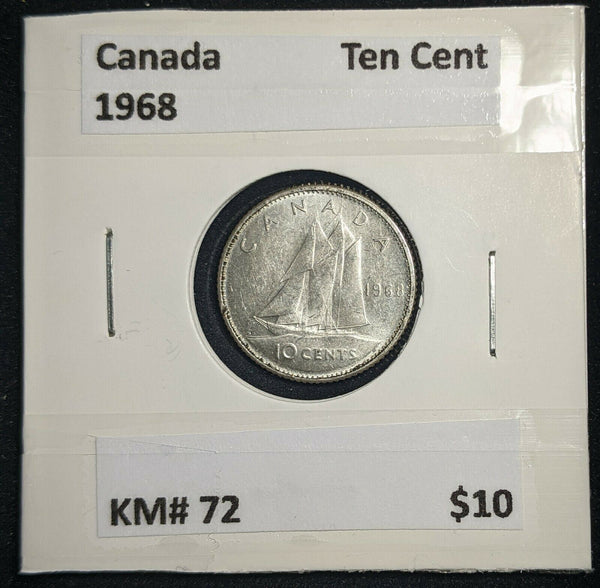 Canada Ten Cent
1968
CANADA
1968
10 CENTS
KM# 72 $10